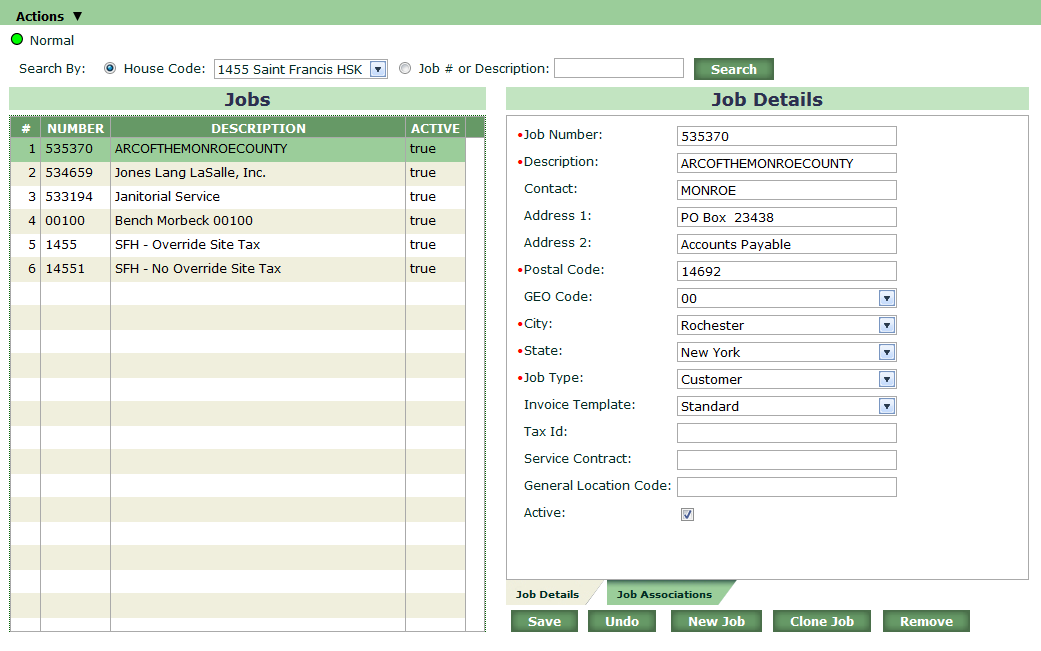 Actions ▼
Normal
Search By: House Code: 1455 Saint Francis HSK Job # or Description: Search
Jobs
# NUMBER DESCRIPTION ACTIVE
1 535370 ARCOFTHEMONROECOUNTY true
2 534659 Jones Lang LaSalle, Inc. true
3 533194 Janitorial Service true
4 00100 Bench Morbeck 00100 true
5 1455 SFH - Override Site Tax true
6 14551 SFH - No Override Site Tax true
Job Details
•Job Number: 535370
•Description: ARCOFTHEMONROECOUNTY
Contact: MONROE
Address 1: PO Box 23438
Address 2: Accounts Payable
•Postal Code: 14692
GEO Code: 00
•City: Rochester
•State: New York
•Job Type: Customer
Invoice Template: Standard
Tax Id:
Service Contract:
General Location Code:
Active:
Job Details Job Associations
Save Undo New Job Clone Job Remove